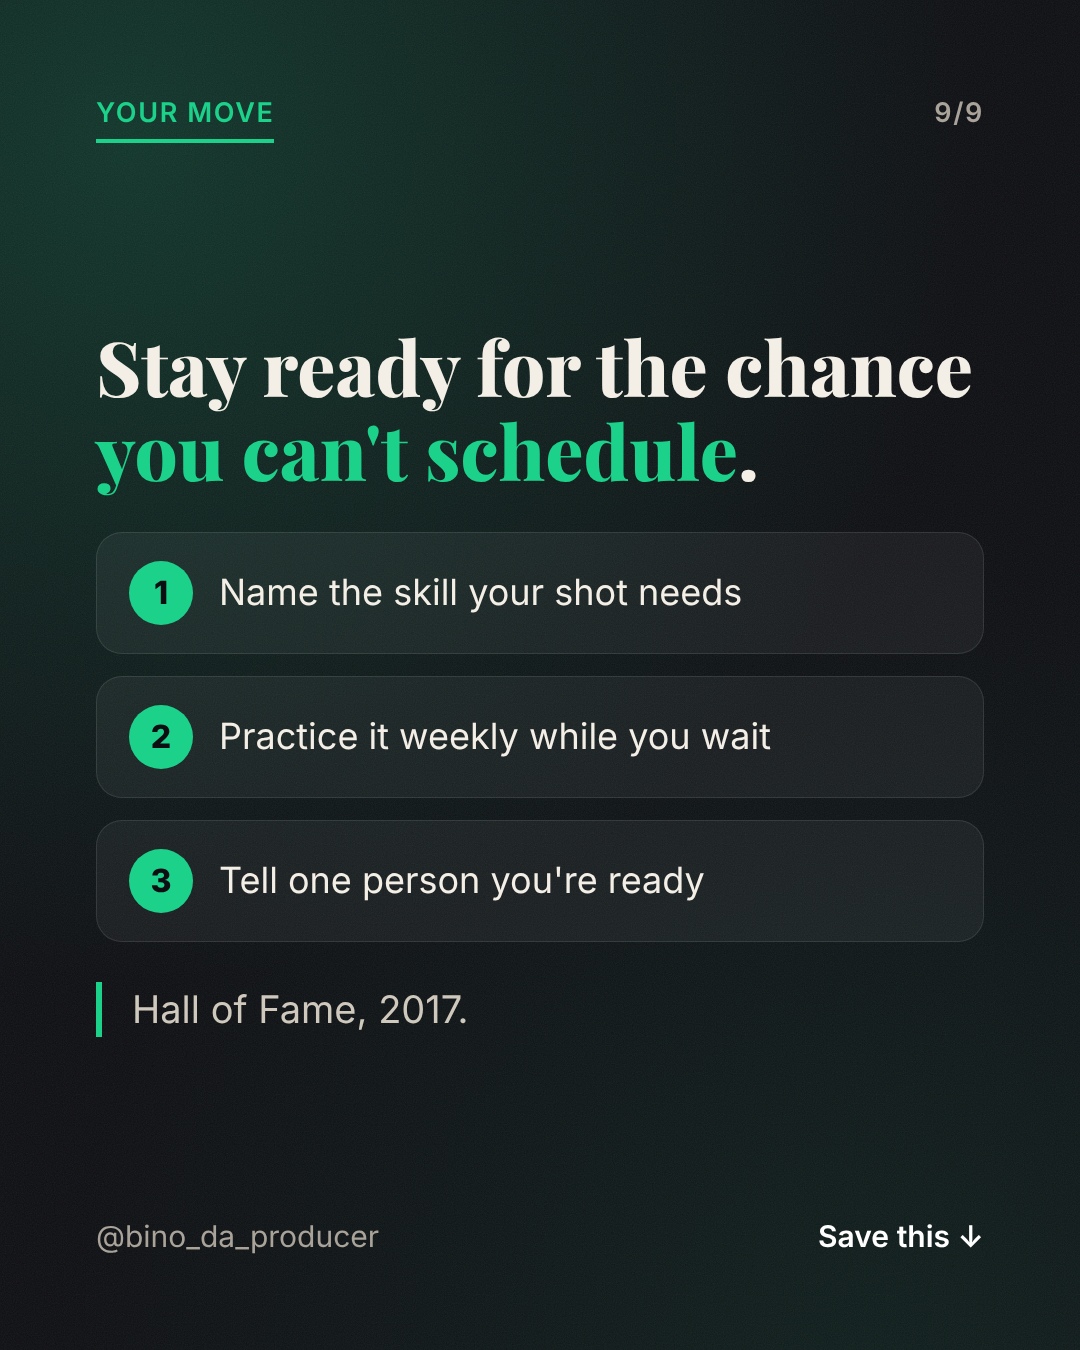 YOUR MOVE
9/9
Stay ready for the chance
you can't schedule.
1 Name the skill your shot needs
2 Practice it weekly while you wait
3 Tell one person you're ready
Hall of Fame, 2017.
@bino_da_producer
Save this ↓